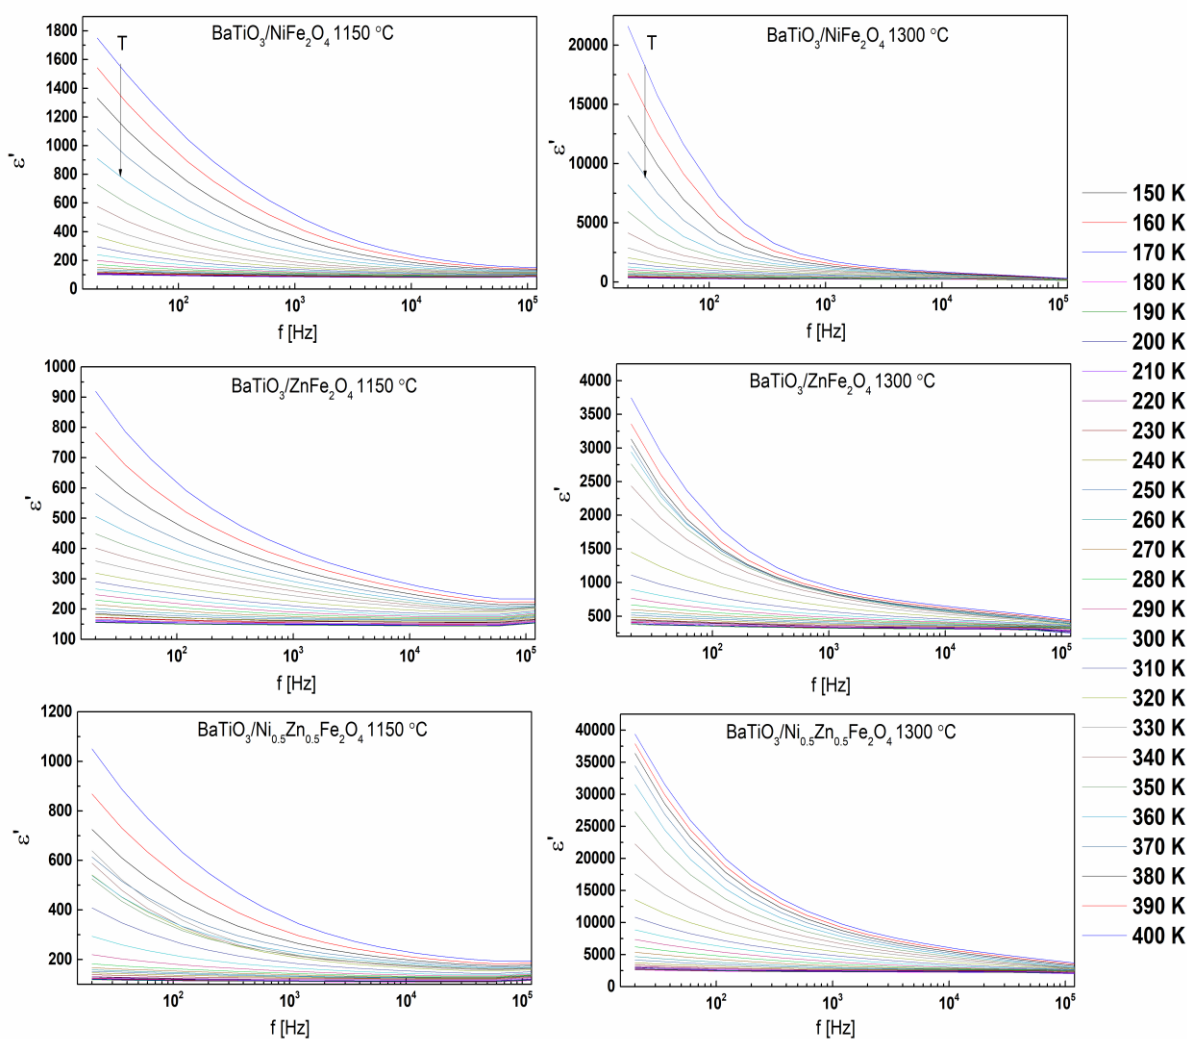 BaTiO₃/NiFe₂O₄ 1150 °C
T
1800
1600
1400
1200
1000
800
600
400
200
0
ε'
10² 10³ 10⁴ 10⁵
f [Hz]
BaTiO₃/NiFe₂O₄ 1300 °C
T
20000
15000
10000
5000
0
ε'
10² 10³ 10⁴ 10⁵
f [Hz]
BaTiO₃/ZnFe₂O₄ 1150 °C
1000
900
800
700
600
500
400
300
200
100
ε'
10² 10³ 10⁴ 10⁵
f [Hz]
BaTiO₃/ZnFe₂O₄ 1300 °C
4000
3500
3000
2500
2000
1500
1000
500
ε'
10² 10³ 10⁴ 10⁵
f [Hz]
BaTiO₃/Ni₀.₅Zn₀.₅Fe₂O₄ 1150 °C
1200
1000
800
600
400
200
ε'
10² 10³ 10⁴ 10⁵
f [Hz]
BaTiO₃/Ni₀.₅Zn₀.₅Fe₂O₄ 1300 °C
40000
35000
30000
25000
20000
15000
10000
5000
2500
0
ε'
10² 10³ 10⁴ 10⁵
f [Hz]
150 K
160 K
170 K
180 K
190 K
200 K
210 K
220 K
230 K
240 K
250 K
260 K
270 K
280 K
290 K
300 K
310 K
320 K
330 K
340 K
350 K
360 K
370 K
380 K
390 K
400 K